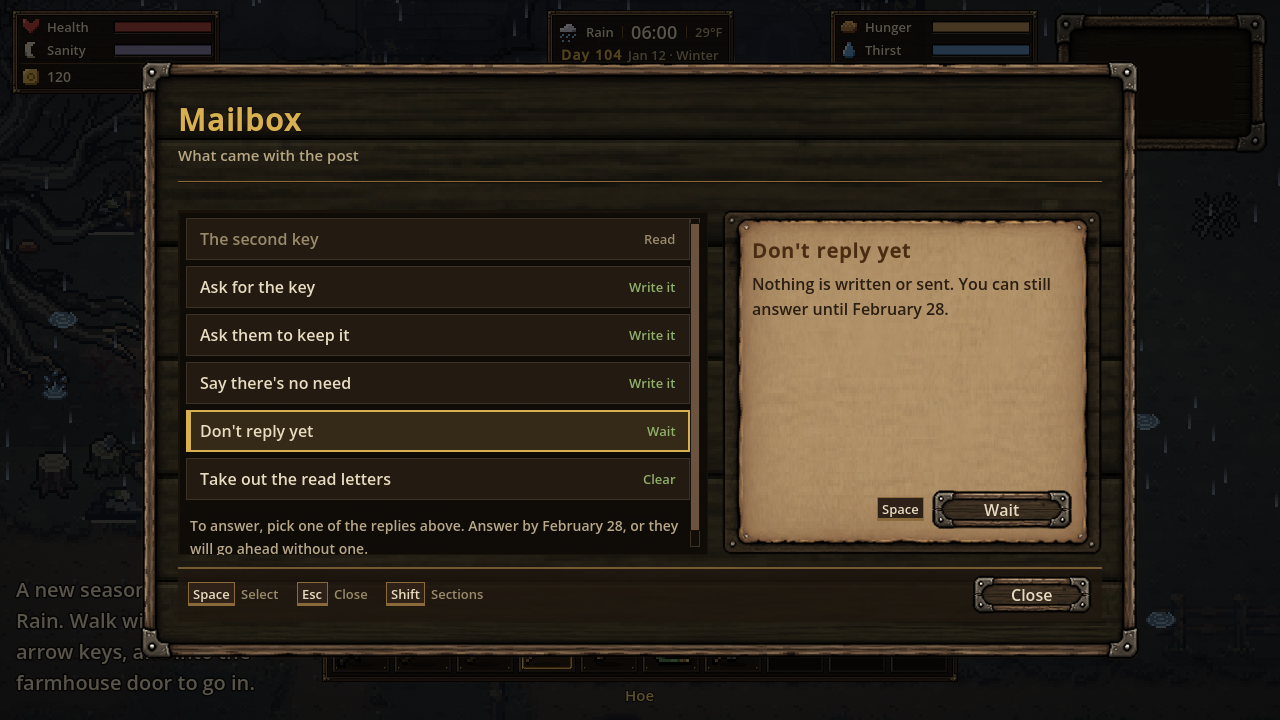 Health
Sanity
120
Rain
06:00
29°F
Day 104 Jan 12 · Winter
Hunger
Thirst
Mailbox
What came with the post
The second key
Read
Ask for the key
Write it
Ask them to keep it
Write it
Say there's no need
Write it
Don't reply yet
Wait
Take out the read letters
Clear
To answer, pick one of the replies above. Answer by February 28, or they
will go ahead without one.
Don't reply yet
Nothing is written or sent. You can still
answer until February 28.
Space
Wait
Space
Select
Esc
Close
Shift
Sections
Close
A new season
Rain. Walk
arrow keys, the
farmhouse door to go in.
Hoe